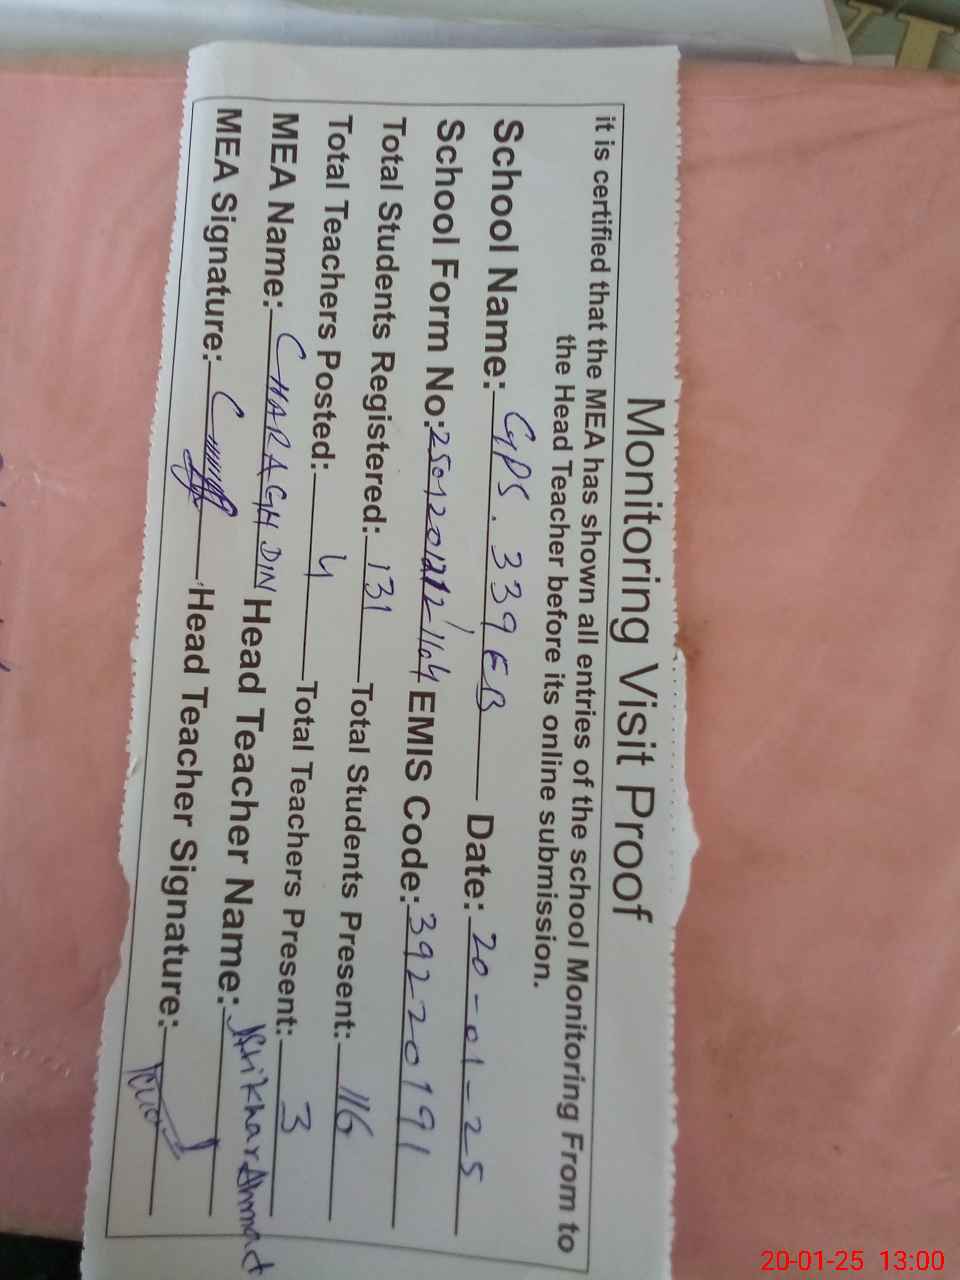 Monitoring Visit Proof
it is certified that the MEA has shown all entries of the school Monitoring From to
the Head Teacher before its online submission.
School Name: GPS. 339 EB Date: 20-01-25
School Form No: EMIS Code: 39220191
Total Students Registered: 131 Total Students Present: 116
Total Teachers Posted: 4 Total Teachers Present: 3
MEA Name: CHARAGH DIN Head Teacher Name: Iftikhar Ahmad
MEA Signature: Head Teacher Signature:
20-01-25 13:00